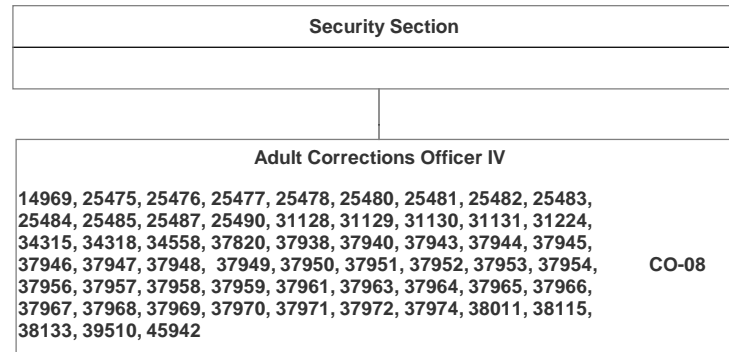 Security Section
Adult Corrections Officer IV
14969, 25475, 25476, 25477, 25478, 25480, 25481, 25482, 25483,
25484, 25485, 25487, 25490, 31128, 31129, 31130, 31131, 31224,
34315, 34318, 34558, 37820, 37938, 37940, 37943, 37944, 37945,
37946, 37947, 37948, 37949, 37950, 37951, 37952, 37953, 37954,
CO-08
37956, 37957, 37958, 37959, 37961, 37963, 37964, 37965, 37966,
37967, 37968, 37969, 37970, 37971, 37972, 37974, 38011, 38115,
38133, 39510, 45942